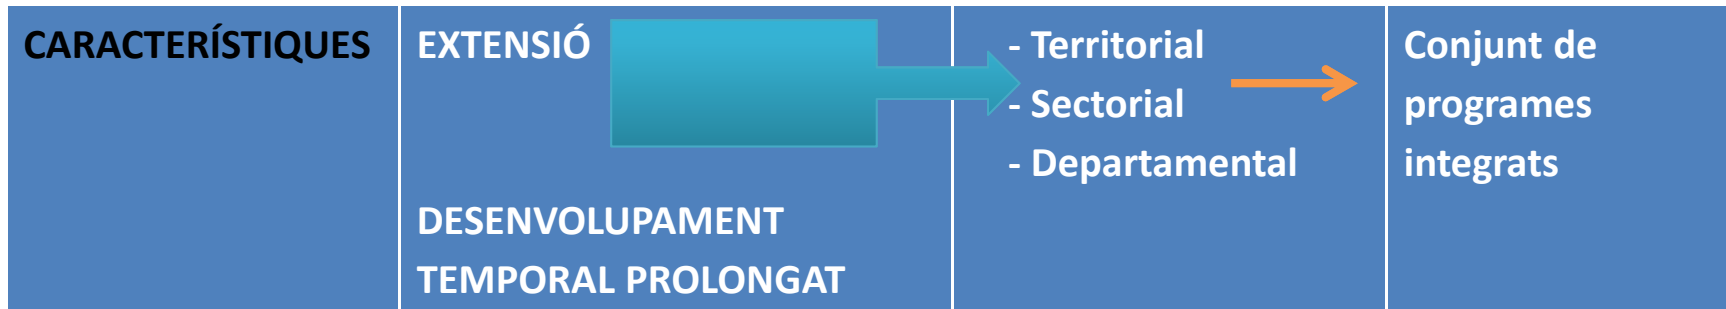 CARACTERÍSTIQUES
EXTENSIÓ
DESENVOLUPAMENT
TEMPORAL PROLONGAT
- Territorial
- Sectorial
- Departamental
Conjunt de
programes
integrats